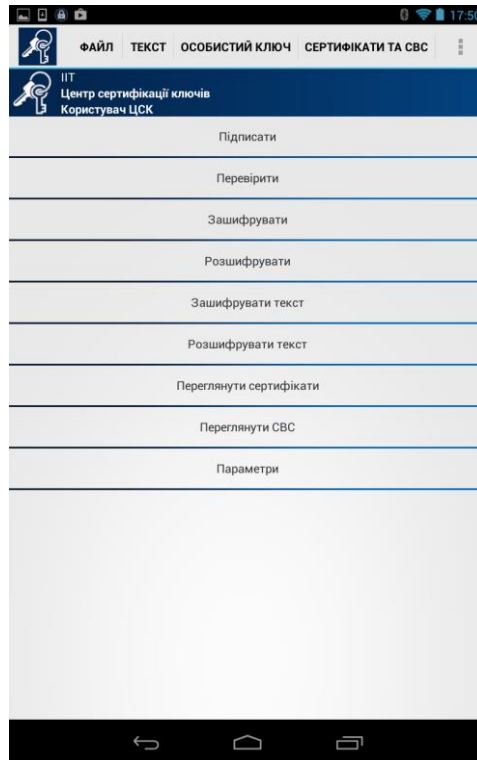 17:50
ФАЙЛ ТЕКСТ ОСОБИСТИЙ КЛЮЧ СЕРТИФІКАТИ ТА СВС
ІІТ
Центр сертифікації ключів
Користувач ЦСК
Підписати
Перевірити
Зашифрувати
Розшифрувати
Зашифрувати текст
Розшифрувати текст
Переглянути сертифікати
Переглянути СВС
Параметри